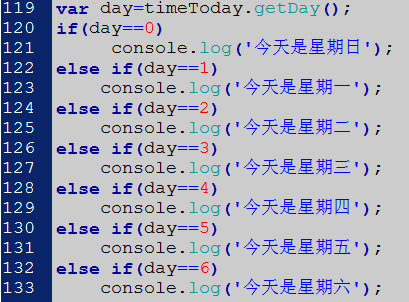 119 var day=timeToday.getDay();
120 if(day==0)
121 console.log('今天是星期日');
122 else if(day==1)
123 console.log('今天是星期一');
124 else if(day==2)
125 console.log('今天是星期二');
126 else if(day==3)
127 console.log('今天是星期三');
128 else if(day==4)
129 console.log('今天是星期四');
130 else if(day==5)
131 console.log('今天是星期五');
132 else if(day==6)
133 console.log('今天是星期六');